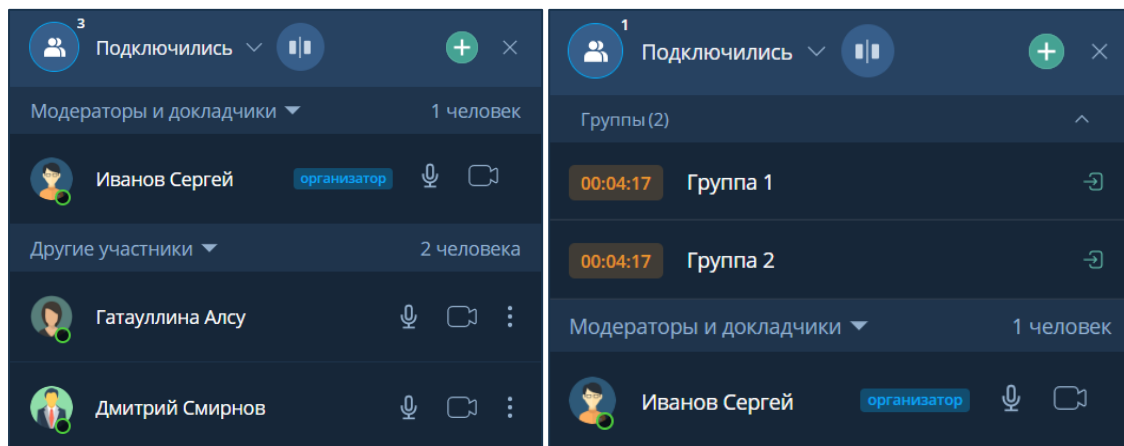 3
Подключились
Модераторы и докладчики 1 человек
Иванов Сергей организатор
Другие участники 2 человека
Гатауллина Алсу
Дмитрий Смирнов
1
Подключились
Группы (2)
00:04:17 Группа 1
00:04:17 Группа 2
Модераторы и докладчики 1 человек
Иванов Сергей организатор